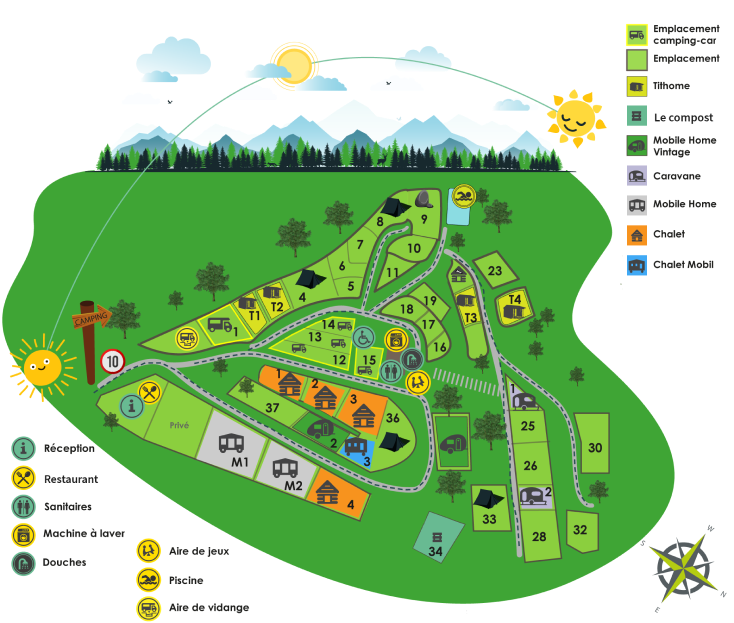 Emplacement
camping-car
Emplacement
Tithome
Le compost
Mobile Home
Vintage
Caravane
Mobile Home
Chalet
Chalet Mobil
CAMPING
10
8
9
7
10
6
11
5
4
T2
T1
1
23
T4
T3
19
18
17
16
14
13
12
15
1
2
3
36
37
2
3
Privé
M1
M2
4
1
25
26
2
28
30
32
33
34
i
Réception
Restaurant
Sanitaires
Machine à laver
Douches
Aire de jeux
Piscine
Aire de vidange
W
S
N
E